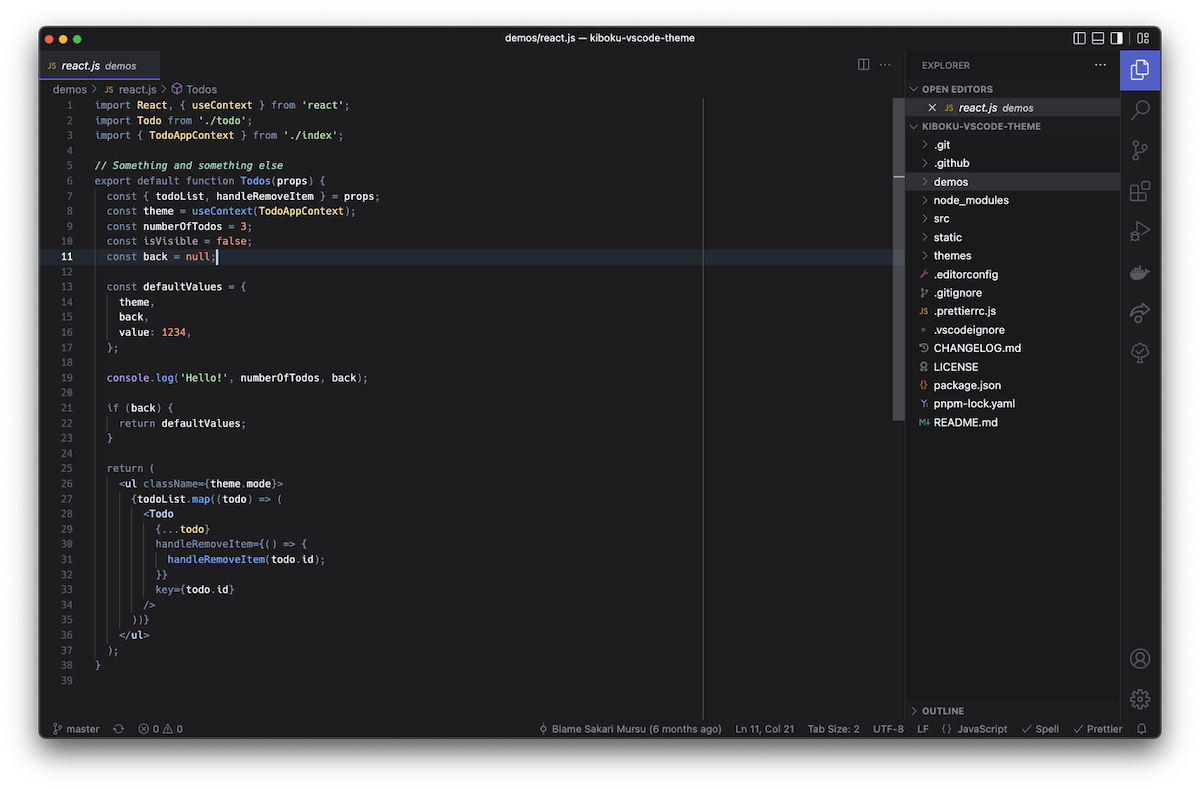 demos/react.js — kiboku-vscode-theme
JS react.js demos
demos > JS react.js > Todos
1 import React, { useContext } from 'react';
2 import Todo from './todo';
3 import { TodoAppContext } from './index';
4
5 // Something and something else
6 export default function Todos(props) {
7 const { todoList, handleRemoveItem } = props;
8 const theme = useContext(TodoAppContext);
9 const numberOfTodos = 3;
10 const isVisible = false;
11 const back = null;
12
13 const defaultValues = {
14 theme,
15 back,
16 value: 1234,
17 };
18
19 console.log('Hello!', numberOfTodos, back);
20
21 if (back) {
22 return defaultValues;
23 }
24
25 return (
26 <ul className={theme.mode}>
27 {todoList.map((todo) => (
28 <Todo
29 {...todo}
30 handleRemoveItem={() => {
31 handleRemoveItem(todo.id);
32 }}
33 key={todo.id}
34 />
35 ))}
36 </ul>
37 );
38 }
39
EXPLORER
OPEN EDITORS
JS react.js demos
KIBOKU-VSCODE-THEME
.git
.github
demos
node_modules
src
static
themes
.editorconfig
.gitignore
JS .prettierrc.js
.vscodeignore
CHANGELOG.md
LICENSE
{} package.json
Y: pnpm-lock.yaml
M↓ README.md
OUTLINE
master 0 0 Blame Sakari Mursu (6 months ago) Ln 11, Col 21 Tab Size: 2 UTF-8 LF {} JavaScript Spell Prettier